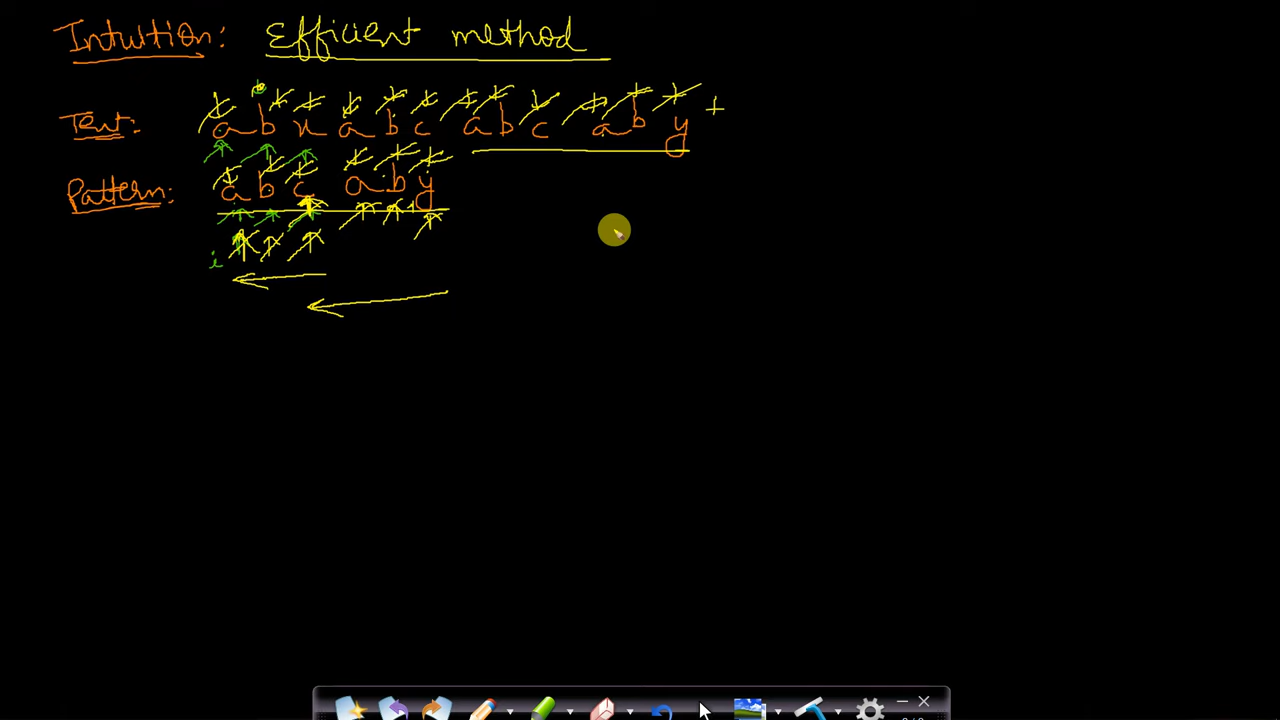 Intuition: Efficient method
Text: a b x a b c a b c a b y
Pattern: a b c a b y
i